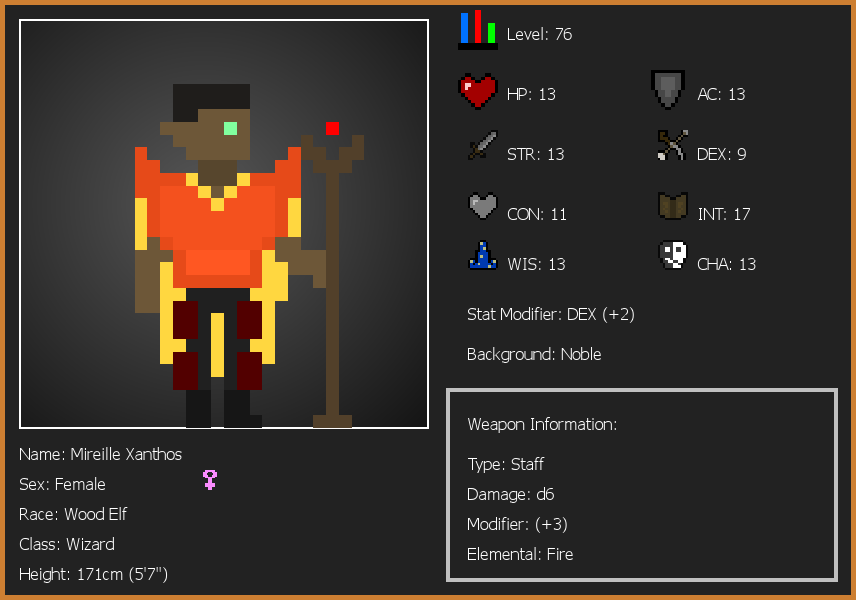 Level: 76
HP: 13
AC: 13
STR: 13
DEX: 9
CON: 11
INT: 17
WIS: 13
CHA: 13
Stat Modifier: DEX (+2)
Background: Noble
Weapon Information:
Type: Staff
Damage: d6
Modifier: (+3)
Elemental: Fire
Name: Mireille Xanthos
Sex: Female
Race: Wood Elf
Class: Wizard
Height: 171cm (5'7")